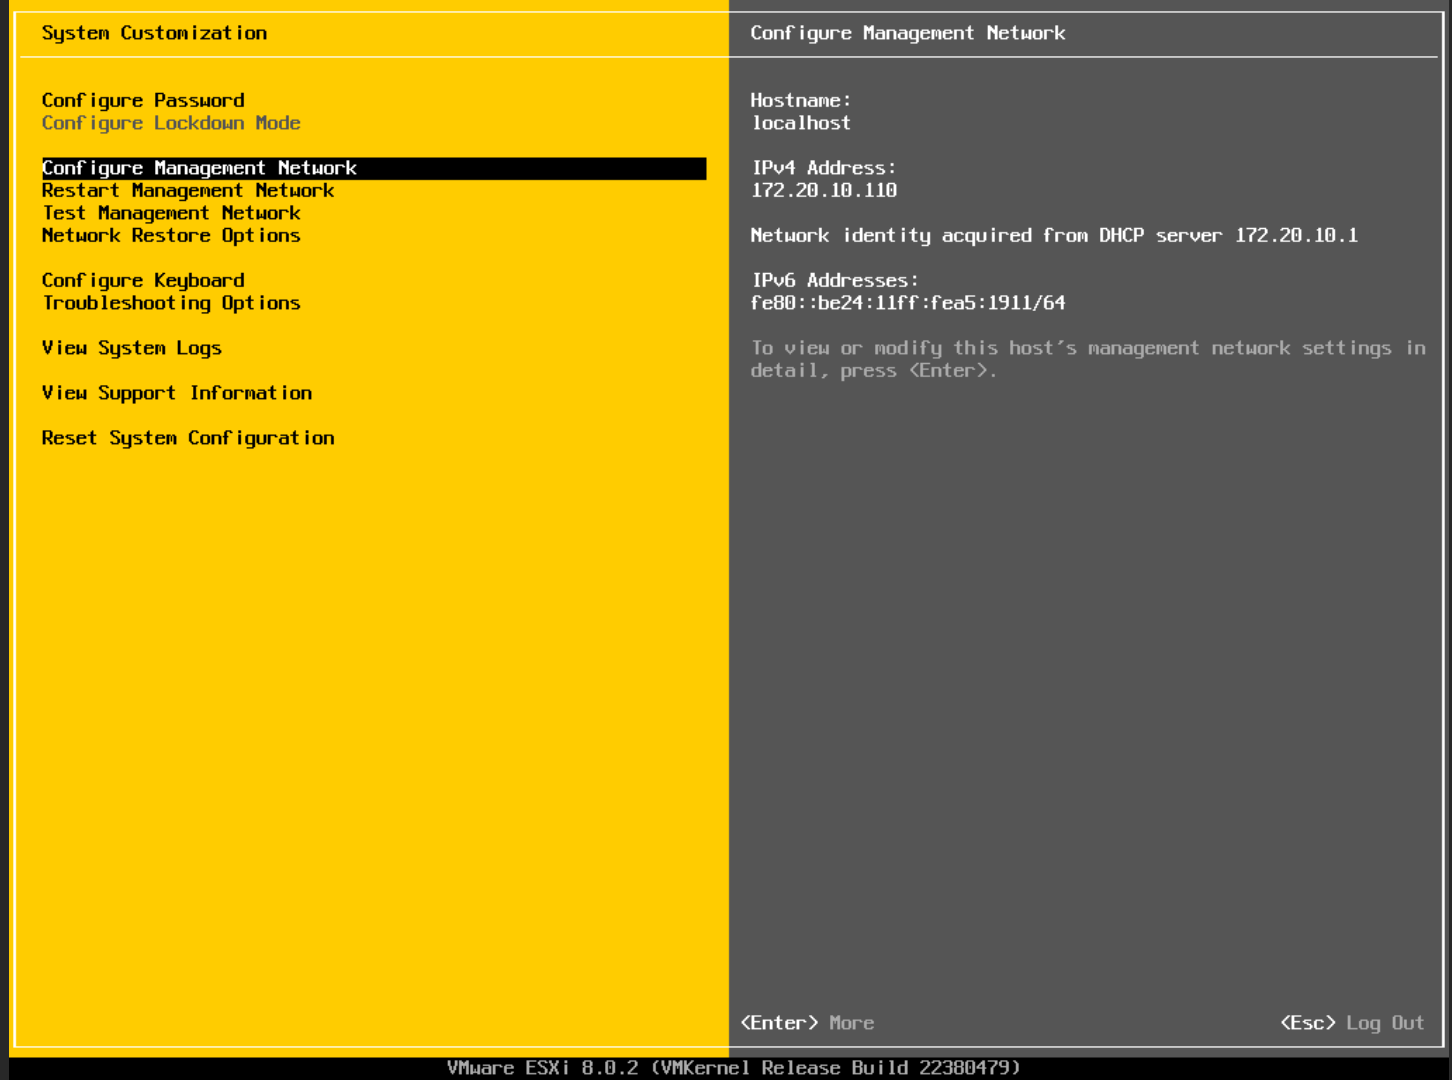 System Customization
Configure Password
Configure Lockdown Mode
Configure Management Network
Restart Management Network
Test Management Network
Network Restore Options
Configure Keyboard
Troubleshooting Options
View System Logs
View Support Information
Reset System Configuration
Configure Management Network
Hostname:
localhost
IPv4 Address:
172.20.10.110
Network identity acquired from DHCP server 172.20.10.1
IPv6 Addresses:
fe80::be24:11ff:fea5:1911/64
To view or modify this host's management network settings in
detail, press <Enter>.
<Enter> More
<Esc> Log Out
VMware ESXi 8.0.2 (VMKernel Release Build 22380479)